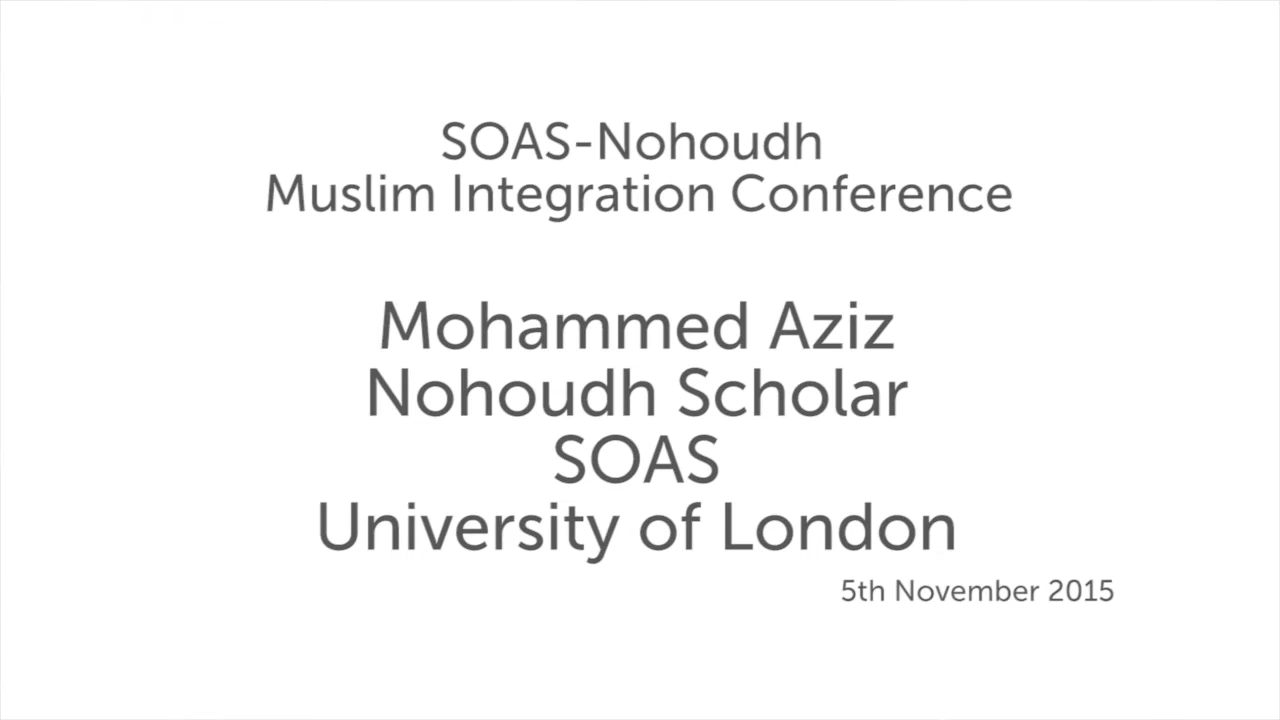 SOAS-Nohoudh
Muslim Integration Conference
Mohammed Aziz
Nohoudh Scholar
SOAS
University of London
5th November 2015